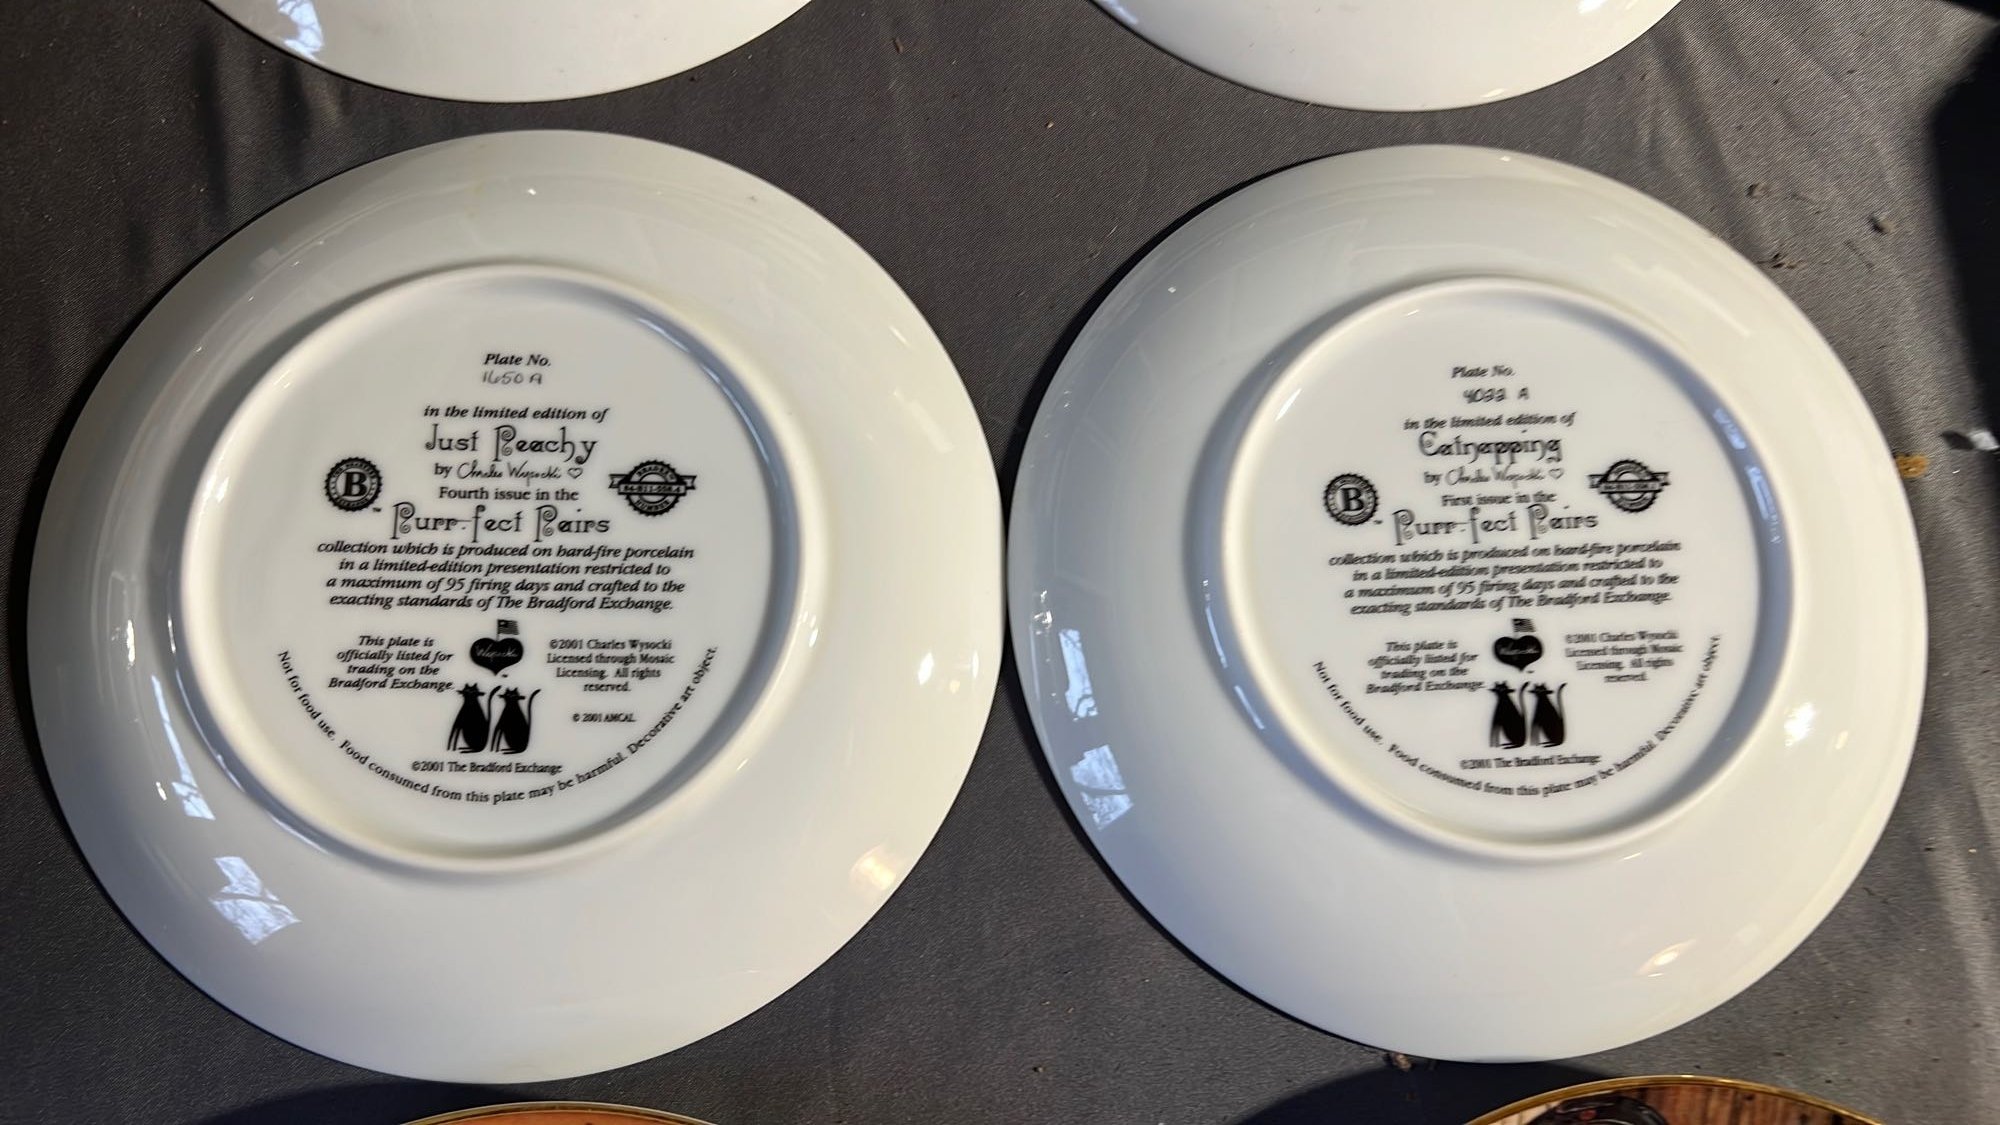 Plate No.
1650 A
in the limited edition of
Just Peachy
by Charles Wysocki
Fourth issue in the
Purr-fect Pairs
collection which is produced on hard-fire porcelain
in a limited-edition presentation restricted to
a maximum of 95 firing days and crafted to the
exacting standards of The Bradford Exchange.
B
™
This plate is
officially listed for
trading on the
Bradford Exchange
Wysocki
™
©2001 Charles Wysocki
Licensed through Mosaic
Licensing. All rights
reserved.
© 2001 AMCAL
©2001 The Bradford Exchange
Not for food use. Food consumed from this plate may be harmful. Decorative art object.
Plate No.
4022 A
in the limited edition of
Catnapping
by Charles Wysocki
First issue in the
Purr-fect Pairs
collection which is produced on hard-fire porcelain
in a limited-edition presentation restricted to
a maximum of 95 firing days and crafted to the
exacting standards of The Bradford Exchange.
B
™
This plate is
officially listed for
trading on the
Bradford Exchange
Wysocki
©2001 Charles Wysocki
Licensed through Mosaic
Licensing. All rights
reserved.
©2001 The Bradford Exchange
Not for food use. Food consumed from this plate may be harmful. Decorative art object.